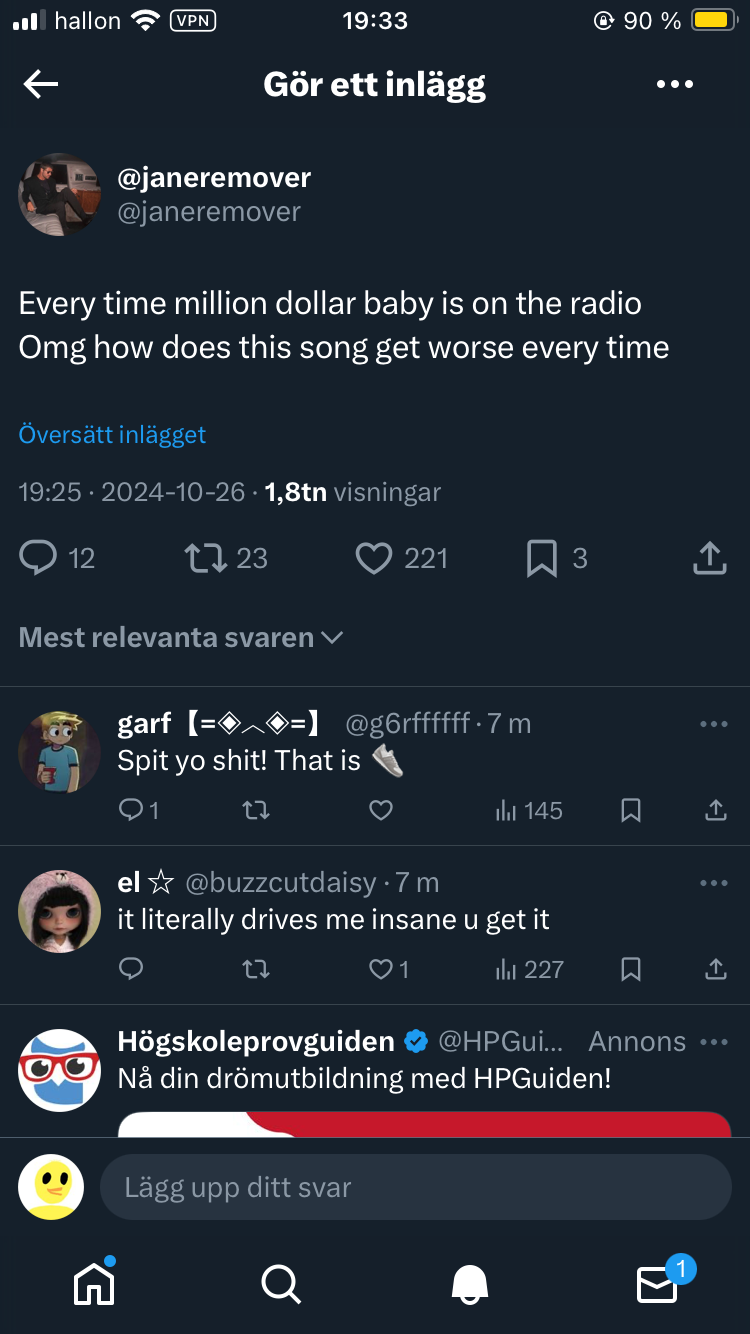 hallon VPN 19:33 90 %
Gör ett inlägg
@janeremover
@janeremover
Every time million dollar baby is on the radio
Omg how does this song get worse every time
Översätt inlägget
19:25 · 2024-10-26 · 1,8tn visningar
12 23 221 3
Mest relevanta svaren
garf【=◈︿◈=】 @g6rffffff · 7 m
Spit yo shit! That is 👟
1 145
el ☆ @buzzcutdaisy · 7 m
it literally drives me insane u get it
1 227
Högskoleprovguiden @HPGui... Annons
Nå din drömutbildning med HPGuiden!
Lägg upp ditt svar
1